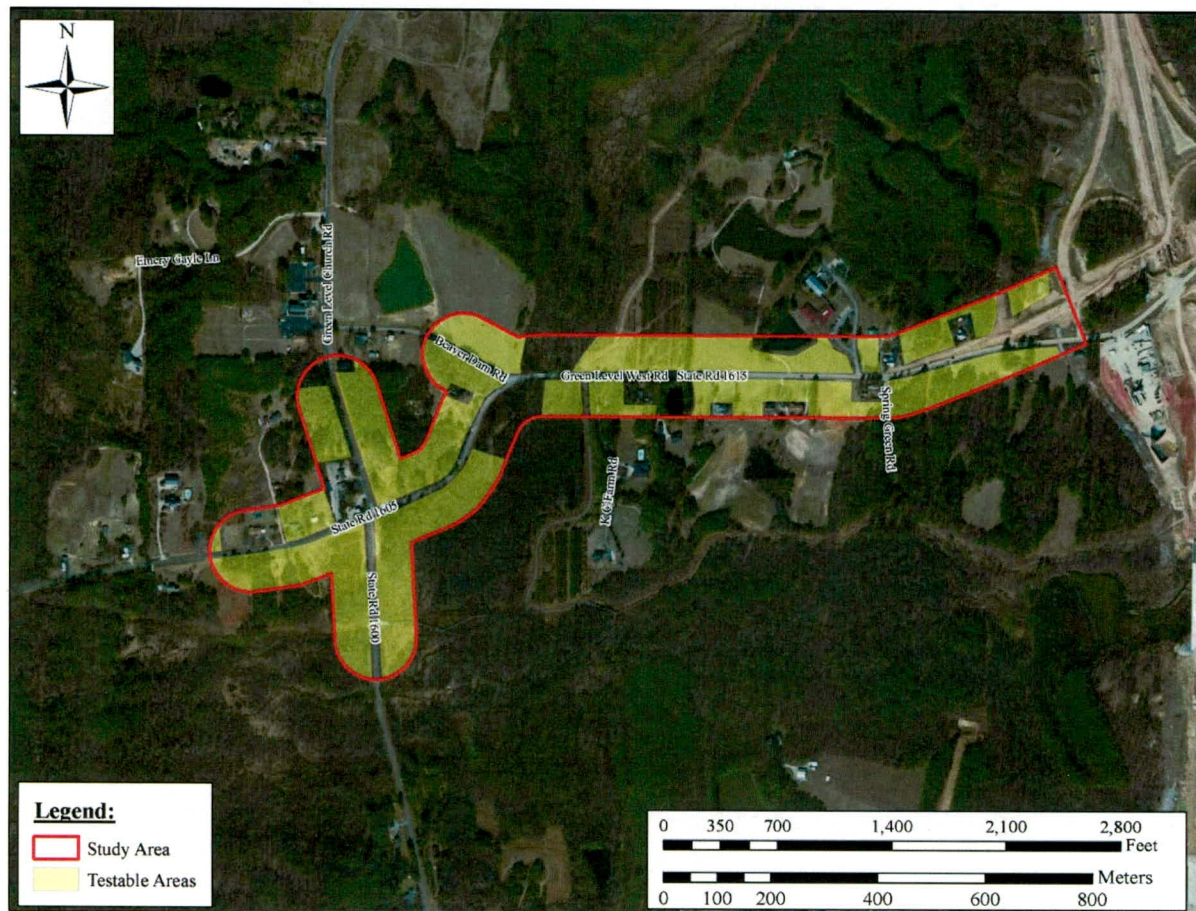 N
Green Level Church Rd
Emery Gayle Ln
Beaver Dam Rd
Green Level West Rd State Rd 1615
Spring Green Rd
K C Farm Rd
State Rd 1605
State Rd 1600
Legend:
Study Area
Testable Areas
0 350 700 1,400 2,100 2,800
Feet
Meters
0 100 200 400 600 800